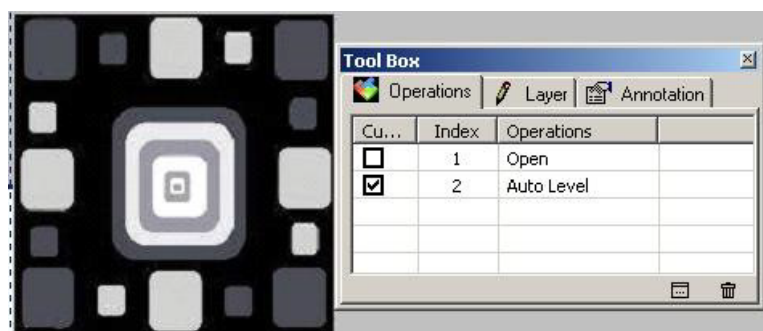 Tool Box
Operations Layer Annotation
Cu... Index Operations
1 Open
2 Auto Level